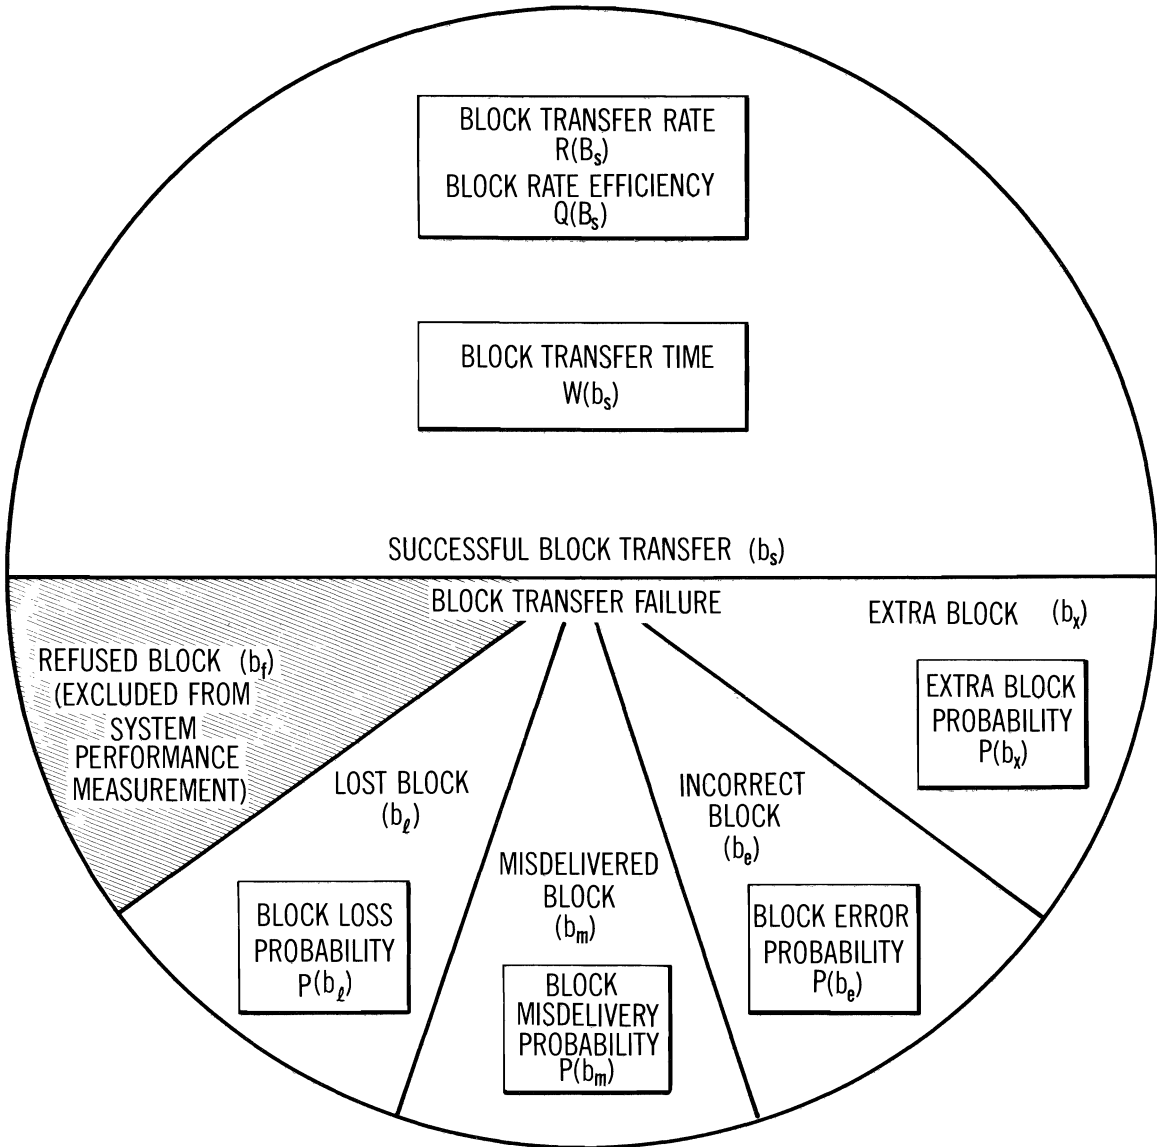 BLOCK TRANSFER RATE
R(Bs)
BLOCK RATE EFFICIENCY
Q(Bs)
BLOCK TRANSFER TIME
W(bs)
SUCCESSFUL BLOCK TRANSFER (bs)
BLOCK TRANSFER FAILURE
REFUSED BLOCK (bf)
(EXCLUDED FROM
SYSTEM
PERFORMANCE
MEASUREMENT)
LOST BLOCK
(bℓ)
BLOCK LOSS
PROBABILITY
P(bℓ)
MISDELIVERED
BLOCK
(bm)
BLOCK
MISDELIVERY
PROBABILITY
P(bm)
INCORRECT
BLOCK
(be)
BLOCK ERROR
PROBABILITY
P(be)
EXTRA BLOCK (bx)
EXTRA BLOCK
PROBABILITY
P(bx)